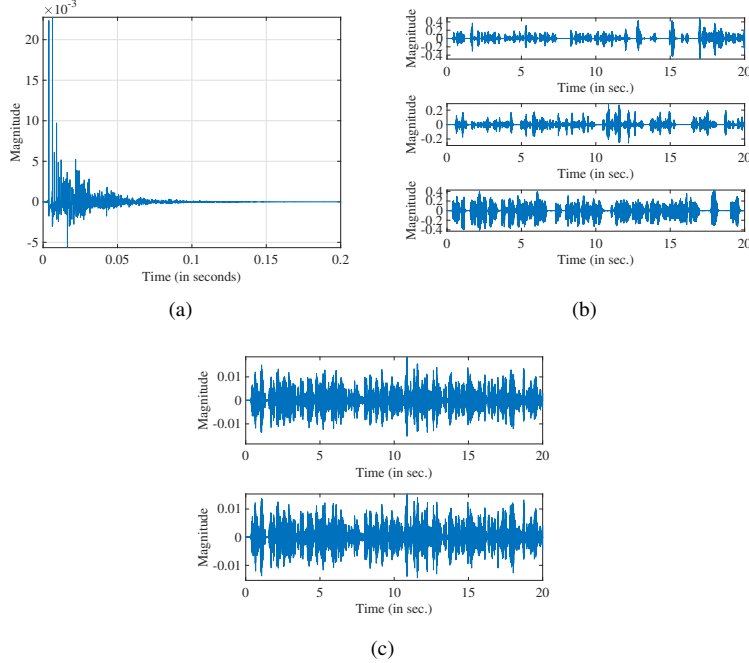 ×10⁻³
20
15
10
5
0
-5
Magnitude
0 0.05 0.1 0.15 0.2
Time (in seconds)
(a)
0.4
0.2
0
-0.2
-0.4
Magnitude
0 5 10 15 20
Time (in sec.)
0.2
0
-0.2
Magnitude
0 5 10 15 20
Time (in sec.)
0.4
0.2
0
-0.2
-0.4
Magnitude
0 5 10 15 20
Time (in sec.)
(b)
0.01
0
-0.01
Magnitude
0 5 10 15 20
Time (in sec.)
0.01
0
-0.01
Magnitude
0 5 10 15 20
Time (in sec.)
(c)